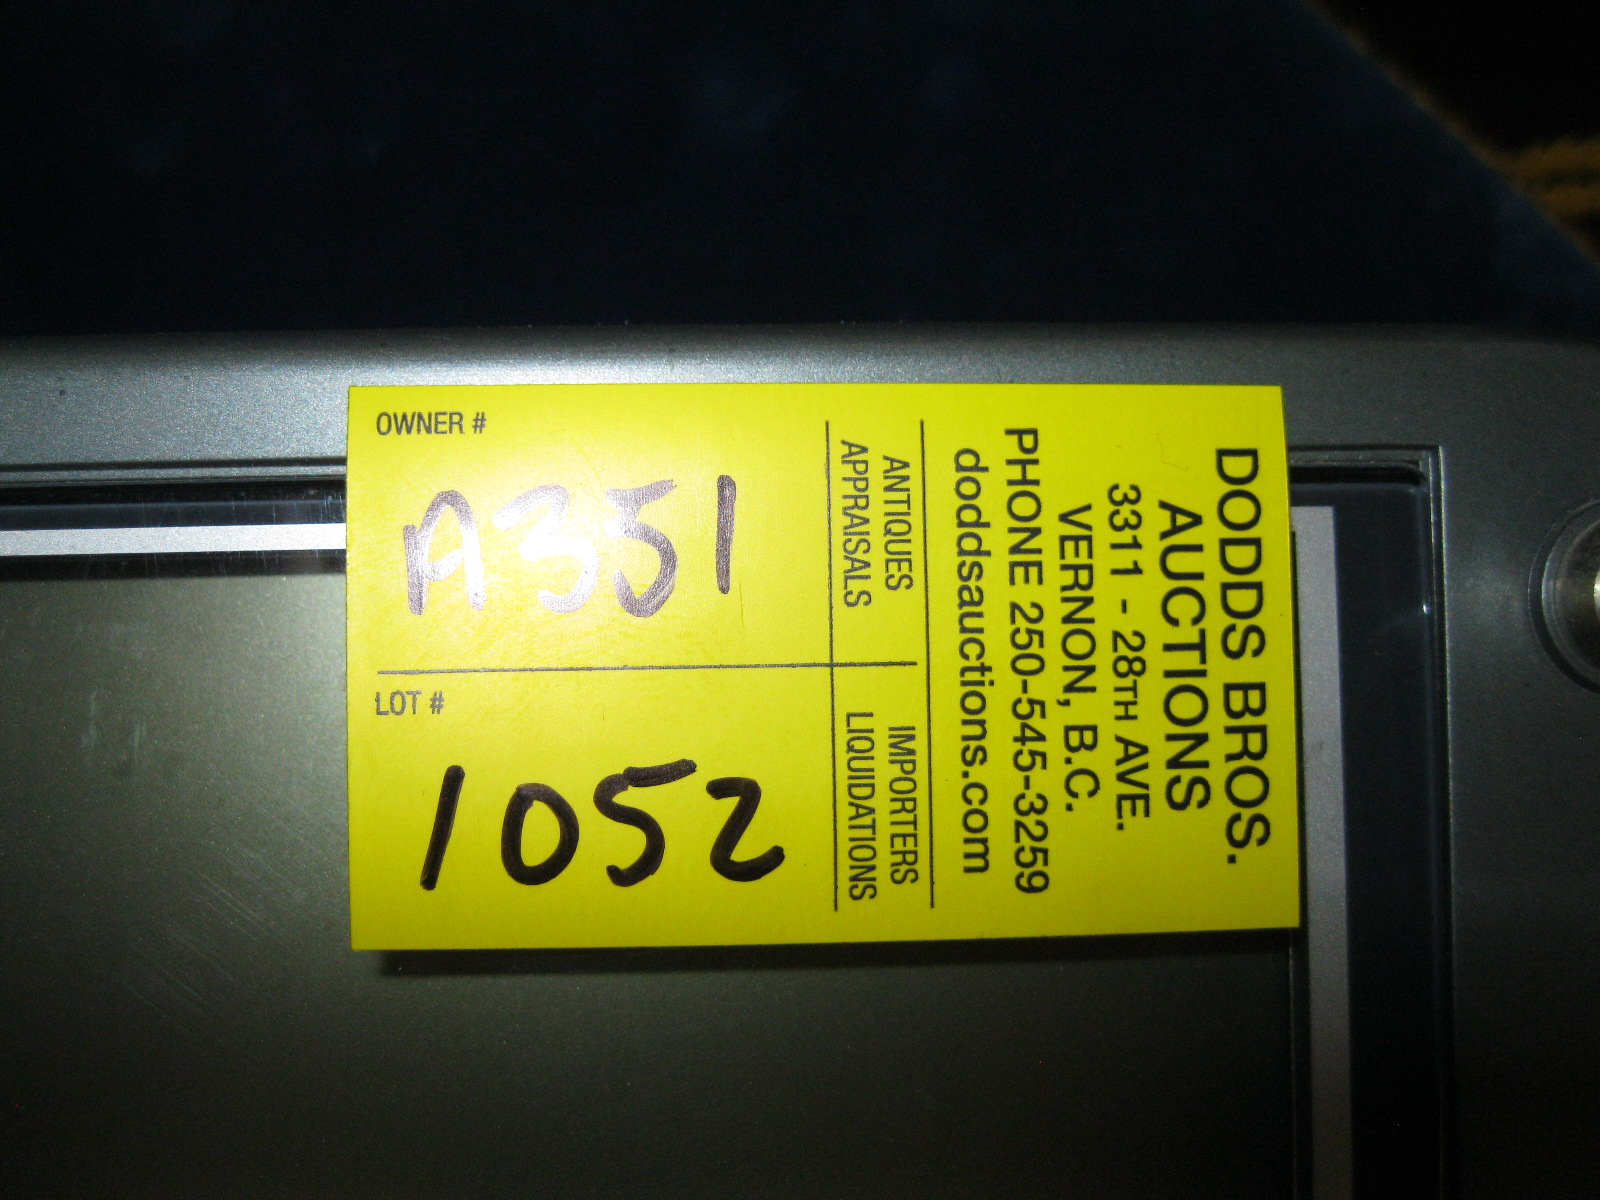 DODDS BROS.
AUCTIONS
3311 - 28TH AVE.
VERNON, B.C.
PHONE 250-545-3259
doddsauctions.com
ANTIQUES
APPRAISALS
IMPORTERS
LIQUIDATIONS
OWNER #
A351
LOT #
1052